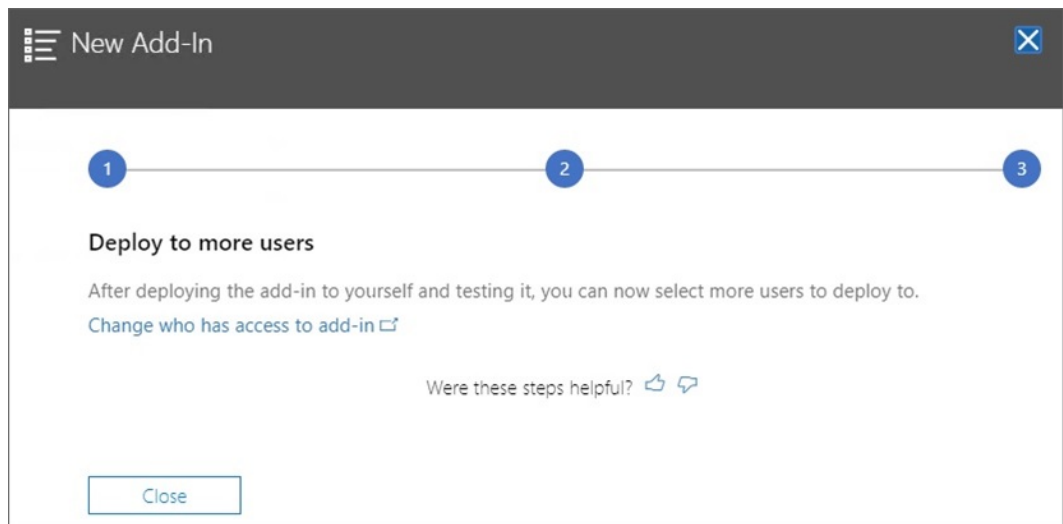 New Add-In
1
2
3
Deploy to more users
After deploying the add-in to yourself and testing it, you can now select more users to deploy to.
Change who has access to add-in
Were these steps helpful?
Close